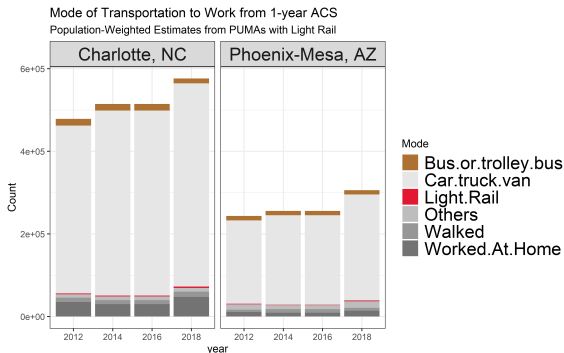 Mode of Transportation to Work from 1-year ACS
Population-Weighted Estimates from PUMAs with Light Rail
Charlotte, NC
Phoenix-Mesa, AZ
6e+05
4e+05
2e+05
0e+00
Count
2012
2014
2016
2018
2012
2014
2016
2018
year
Mode
Bus.or.trolley.bus
Car.truck.van
Light.Rail
Others
Walked
Worked.At.Home